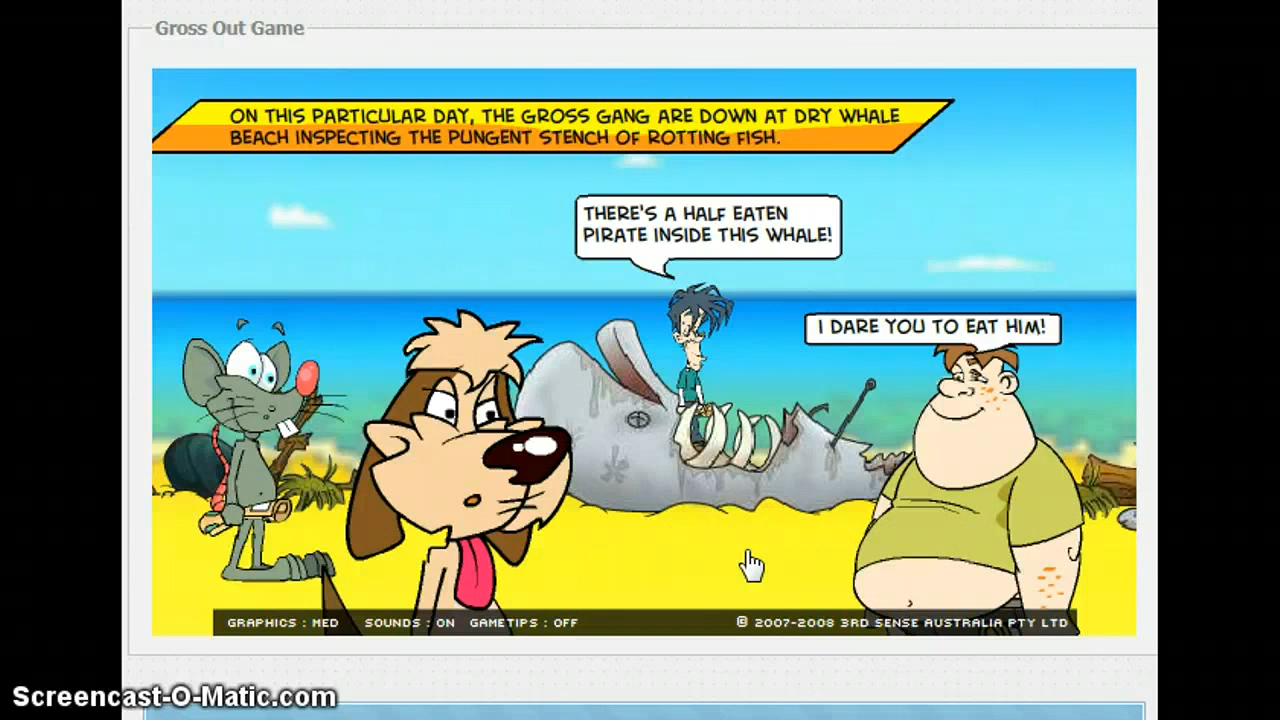 Gross Out Game
ON THIS PARTICULAR DAY, THE GROSS GANG ARE DOWN AT DRY WHALE
BEACH INSPECTING THE PUNGENT STENCH OF ROTTING FISH.
THERE'S A HALF EATEN
PIRATE INSIDE THIS WHALE!
I DARE YOU TO EAT HIM!
GRAPHICS : MED SOUNDS : ON GAMETIPS : OFF © 2007-2008 3RD SENSE AUSTRALIA PTY LTD
Screencast-O-Matic.com